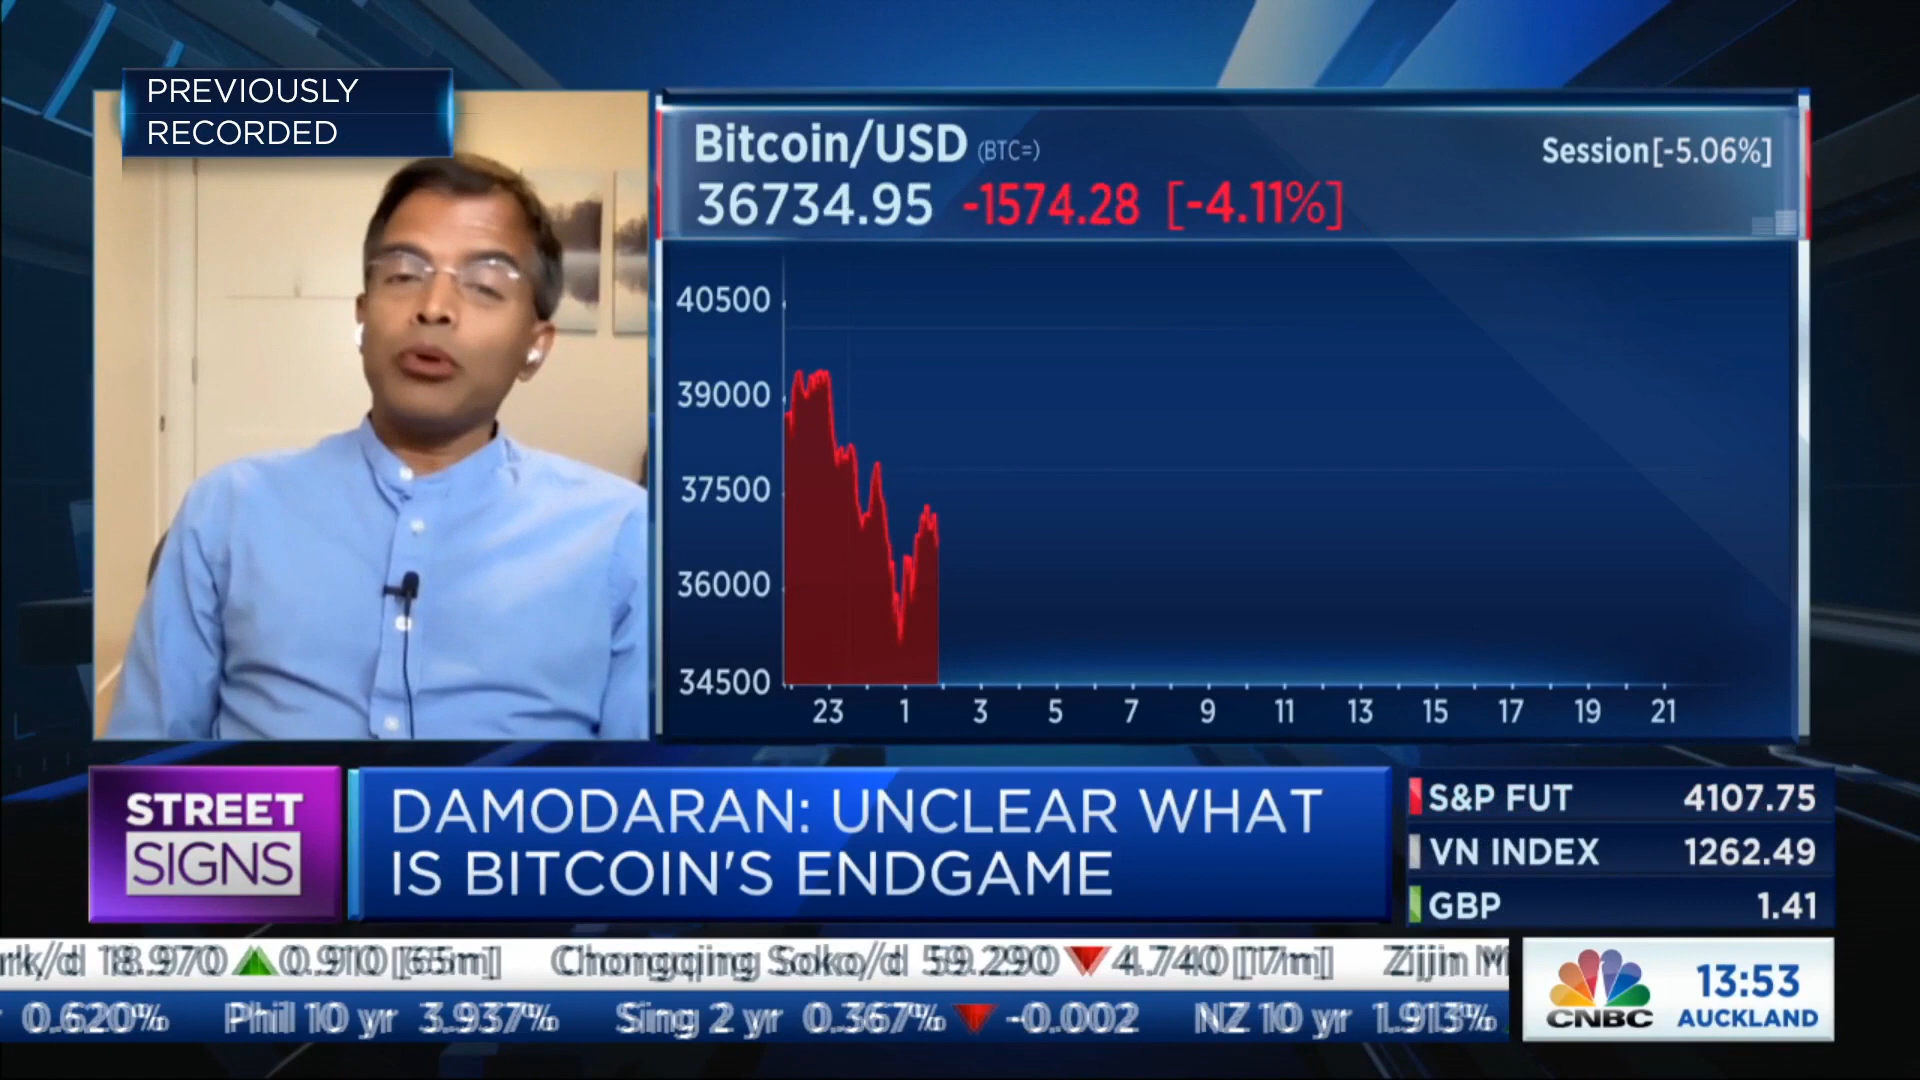 PREVIOUSLY
RECORDED
Bitcoin/USD (BTC=)
Session[-5.06%]
36734.95 -1574.28 [-4.11%]
40500
39000
37500
36000
34500
23 1 3 5 7 9 11 13 15 17 19 21
STREET
SIGNS
DAMODARAN: UNCLEAR WHAT
IS BITCOIN'S ENDGAME
S&P FUT 4107.75
VN INDEX 1262.49
GBP 1.41
rk/d 18.970 0.910 [65m] Chongqing Soko/d 59.290 4.740 [17m] Zijin M
0.620% Phil 10 yr 3.937% Sing 2 yr 0.367% -0.002 NZ 10 yr 1.913%
CNBC
13:53
AUCKLAND